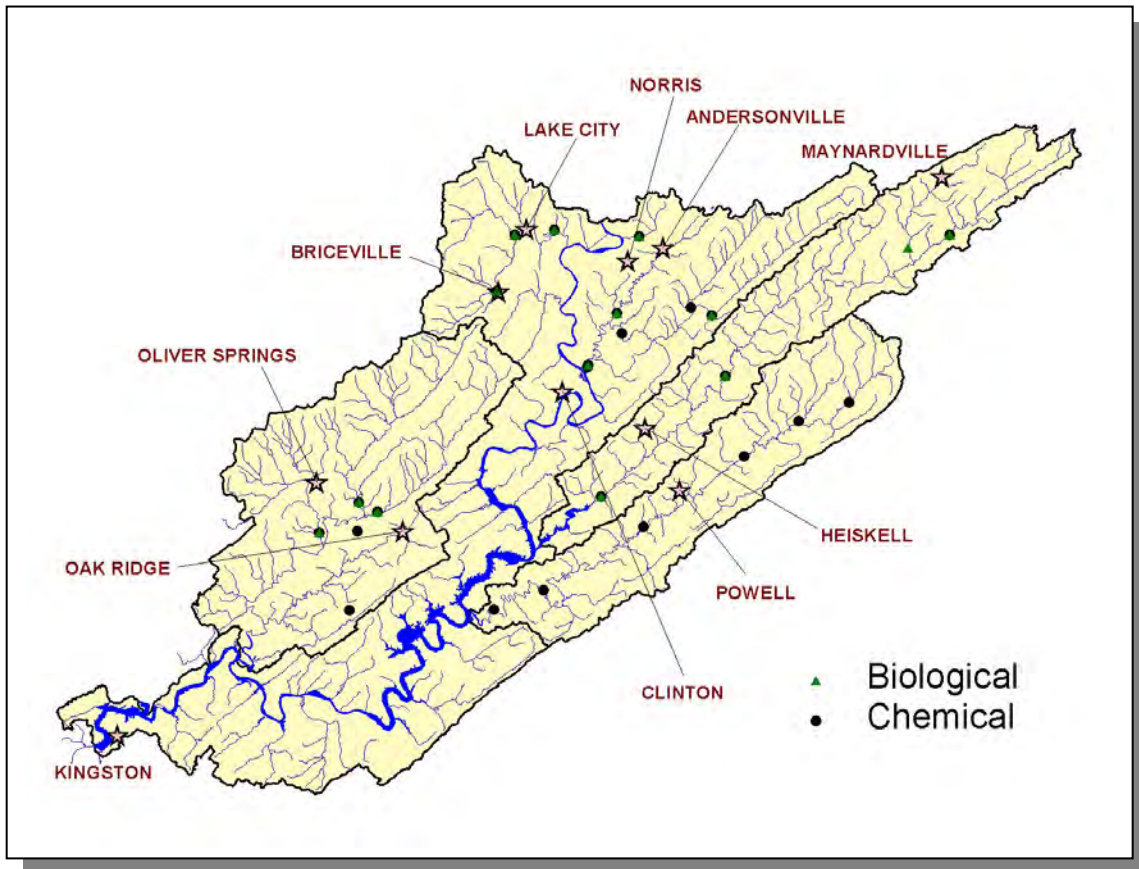 NORRIS
ANDERSONVILLE
LAKE CITY
MAYNARDVILLE
BRICEVILLE
OLIVER SPRINGS
HEISKELL
OAK RIDGE
POWELL
CLINTON
Biological
Chemical
KINGSTON